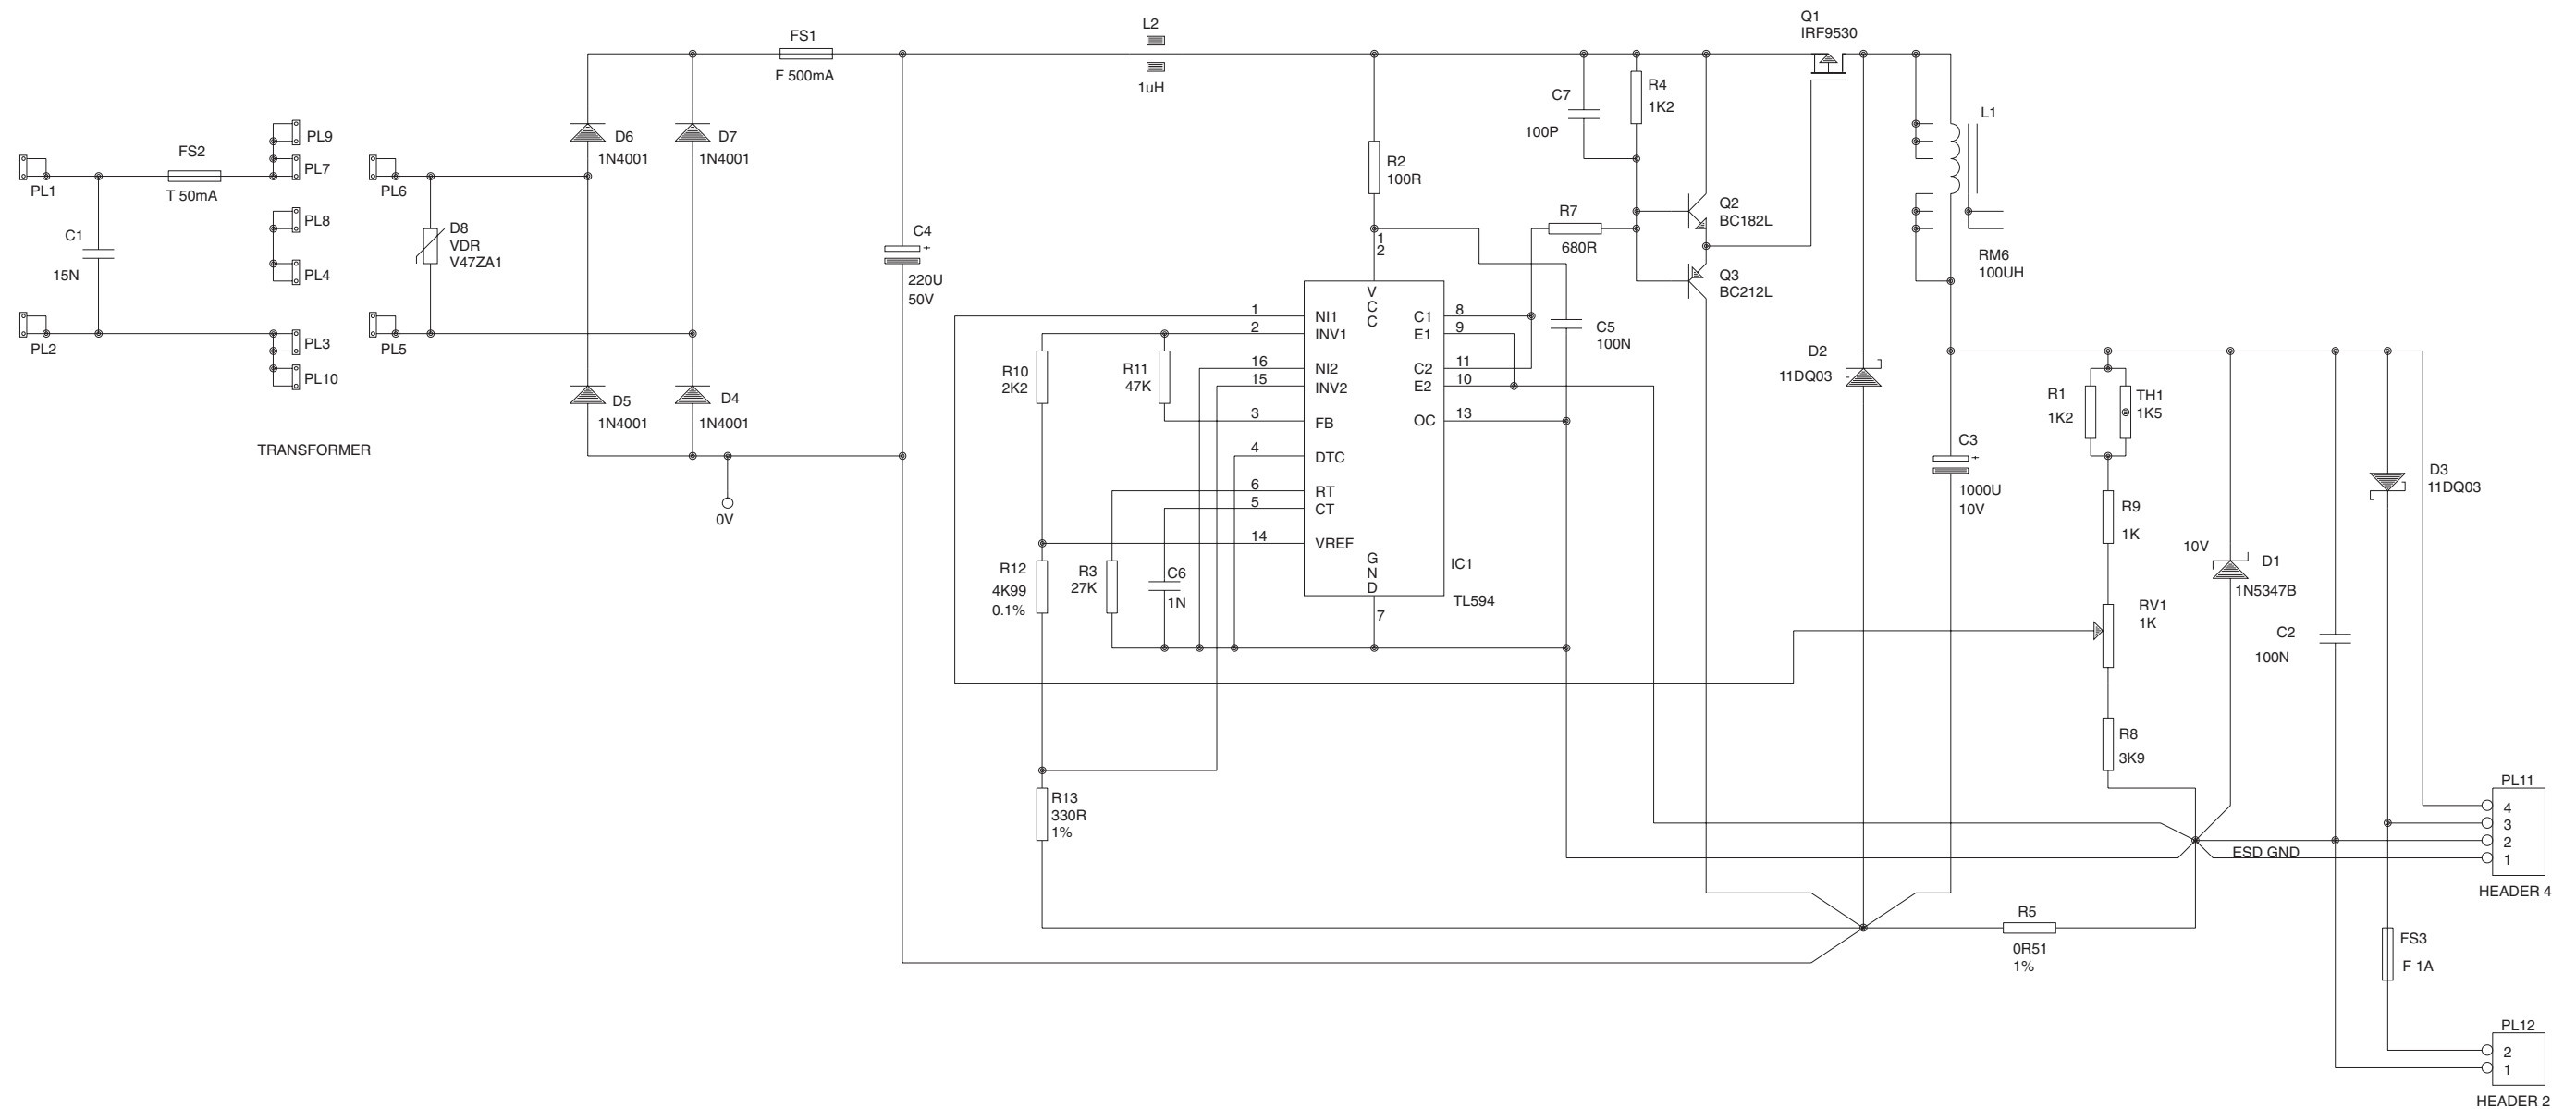 FS1
F 500mA
L2
1uH
Q1
IRF9530
D6
1N4001
D7
1N4001
C7
100P
R4
1K2
L1
RM6
100UH
PL9
PL7
FS2
T 50mA
PL1
PL6
R2
100R
PL8
PL4
C1
15N
D8
VDR
V47ZA1
C4
220U
50V
R7
680R
Q2
BC182L
Q3
BC212L
1
2
PL2
PL5
PL3
PL10
D5
1N4001
D4
1N4001
TRANSFORMER
0V
R10
2K2
R11
47K
1
2
16
15
3
4
6
5
14
NI1
INV1
NI2
INV2
FB
DTC
RT
CT
VREF
V
C
C
C1
E1
C2
E2
OC
8
9
11
10
13
G
N
D
7
IC1
TL594
C5
100N
D2
11DQ03
R1
1K2
TH1
1K5
C3
1000U
10V
D3
11DQ03
R9
1K
10V
D1
1N5347B
R12
4K99
0.1%
R3
27K
C6
1N
RV1
1K
C2
100N
R8
3K9
R13
330R
1%
PL11
4
3
2
1
ESD GND
HEADER 4
R5
0R51
1%
FS3
F 1A
PL12
2
1
HEADER 2